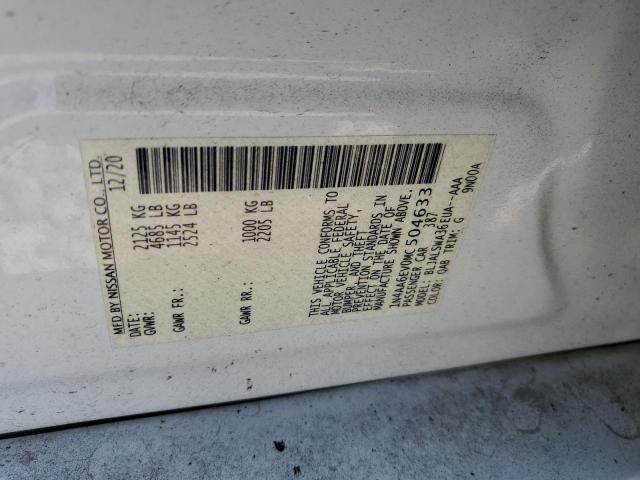 MFD BY NISSAN MOTOR CO., LTD.
DATE: 12/20
GVWR: 2125 KG
4685 LB
GAWR FR.: 1145 KG
2524 LB
GAWR RR.: 1000 KG
2205 LB
THIS VEHICLE CONFORMS TO
ALL APPLICABLE FEDERAL
MOTOR VEHICLE SAFETY,
BUMPER, AND THEFT
PREVENTION STANDARDS IN
EFFECT ON THE DATE OF
MANUFACTURE SHOWN ABOVE.
1N4AA6EV0MC504633
PASSENGER CAR 387
MODEL: AAA
COLOR: QAB TRIM: G 9N00A